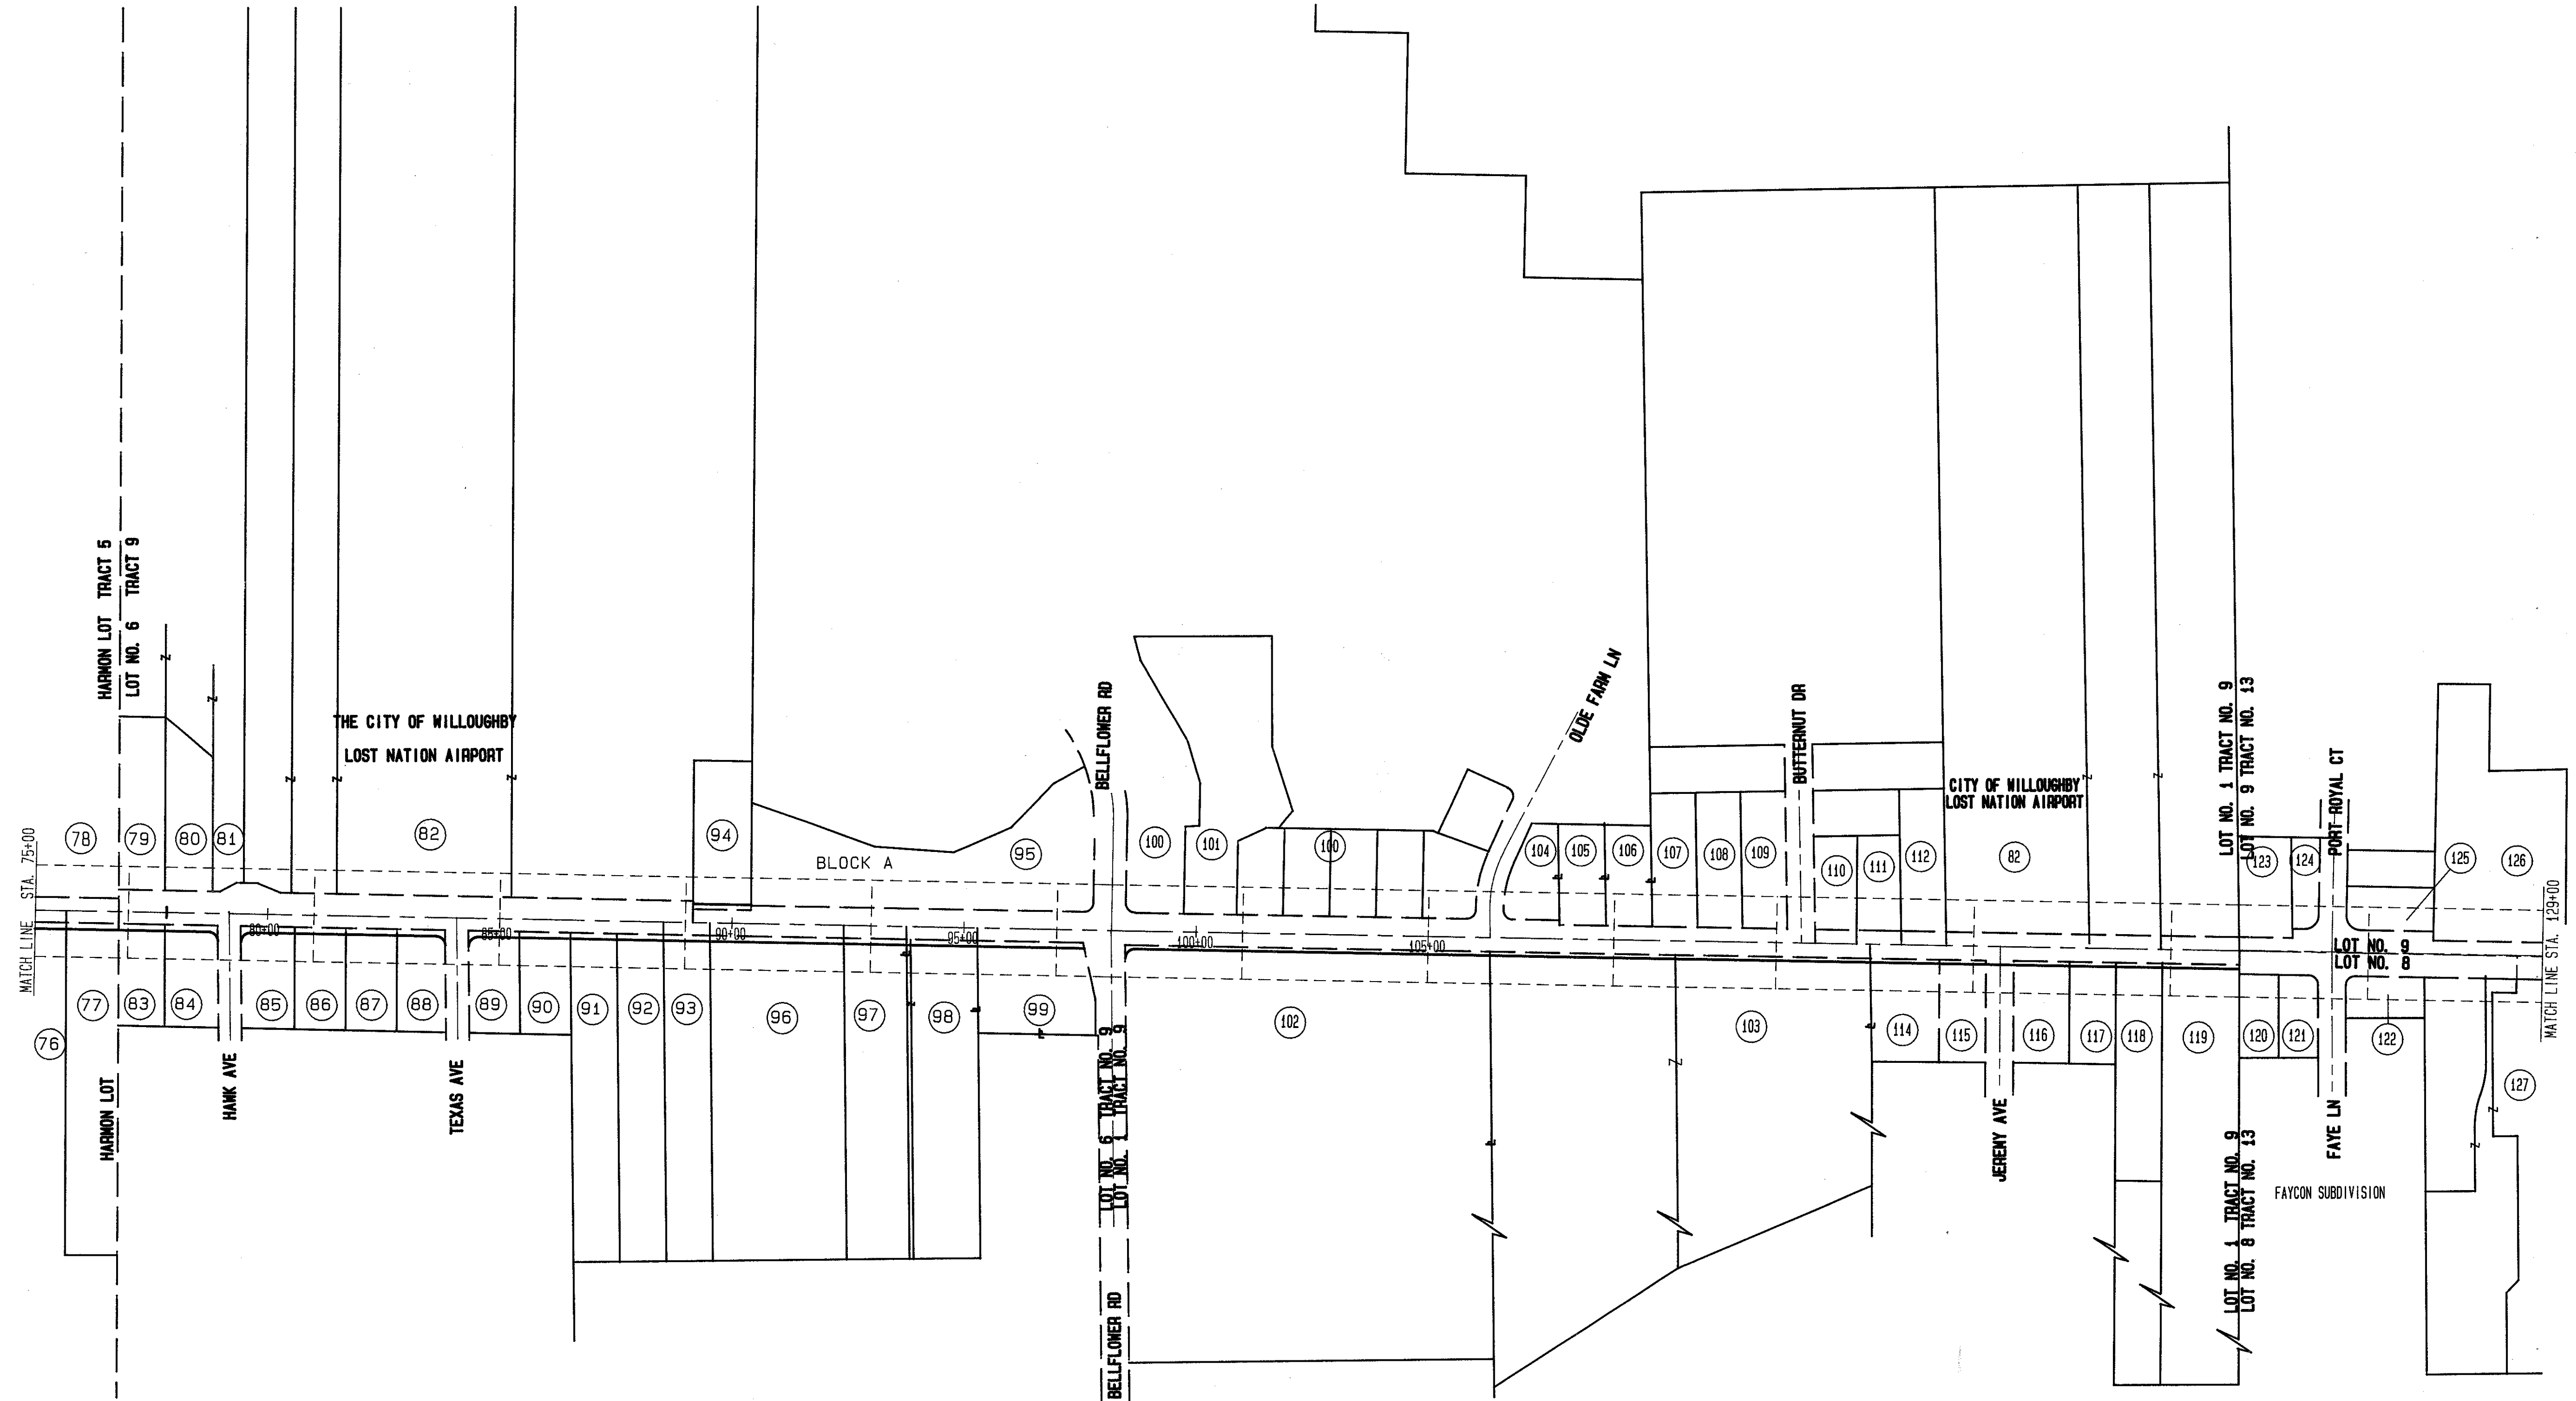 HARMON LOT TRACT 5
LOT NO. 6 TRACT 9
THE CITY OF WILLOUGHBY
LOST NATION AIRPORT
BELLFLOWER RD
OLDE FARM LN
BUTTERNUT DR
CITY OF WILLOUGHBY
LOST NATION AIRPORT
LOT NO. 1 TRACT NO. 9
LOT NO. 9 TRACT NO. 13
PORT ROYAL CT
MATCH LINE STA. 75+00
78
79
80
81
82
94
BLOCK A
95
100
101
100
104
105
106
107
108
109
110
111
112
82
123
124
125
126
MATCH LINE STA. 129+00
80+00
85+00
90+00
95+00
100+00
105+00
LOT NO. 9
LOT NO. 8
76
77
83
84
85
86
87
88
89
90
91
92
93
96
97
98
99
102
103
114
115
116
117
118
119
120
121
122
127
HARMON LOT
HAWK AVE
TEXAS AVE
LOT NO. 6 TRACT NO. 9
LOT NO. 1 TRACT NO. 9
BELLFLOWER RD
JEREMY AVE
LOT NO. 1 TRACT NO. 9
LOT NO. 8 TRACT NO. 13
FAYE LN
FAYCON SUBDIVISION